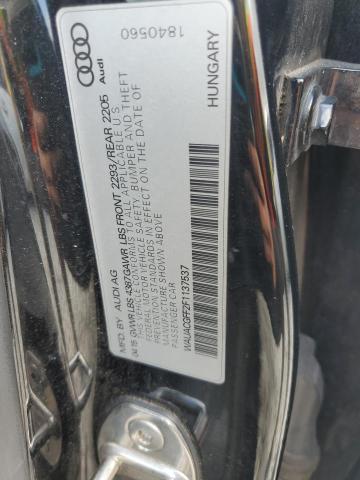 MFD. BY AUDI AG
04/15 GVWR LBS 4387 GAWR LBS FRONT 2293/REAR 2205
THIS VEHICLE CONFORMS TO ALL APPLICABLE U S
FEDERAL MOTOR VEHICLE SAFETY, BUMPER AND THEFT
PREVENTION STANDARDS IN EFFECT ON THE DATE OF
MANUFACTURE SHOWN ABOVE.
PASSENGER CAR
WAUACGFF2F1137537
Audi
1840560
HUNGARY